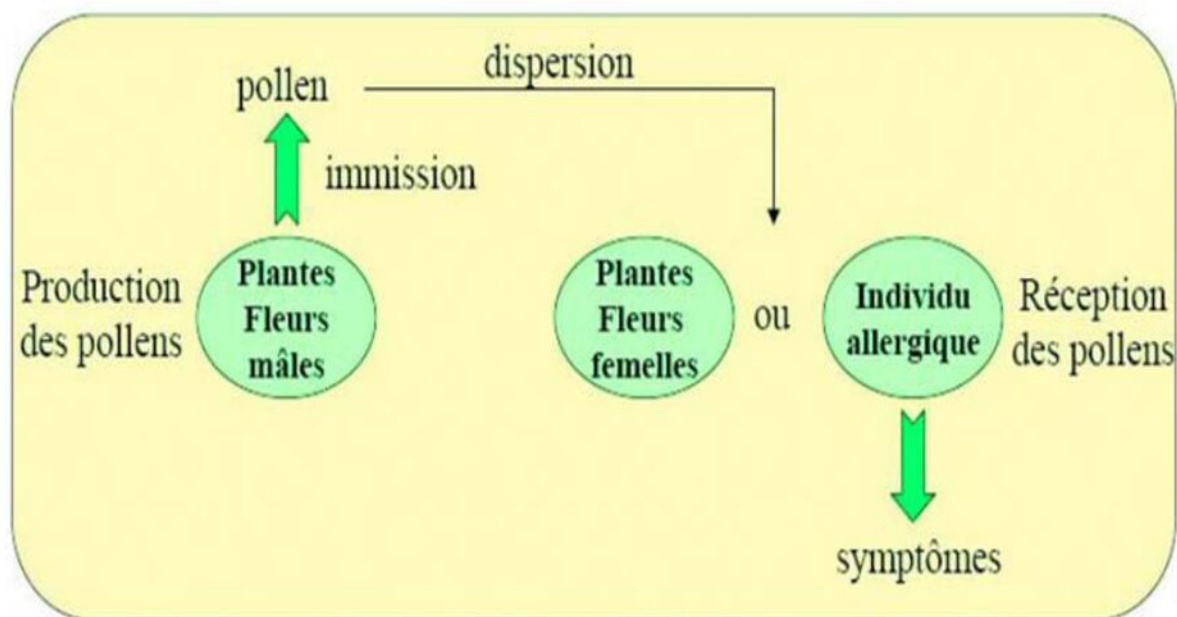 dispersion
pollen
immission
Production
des pollens
Plantes
Fleurs
mâles
Plantes
Fleurs
femelles
ou
Individu
allergique
Réception
des pollens
symptômes